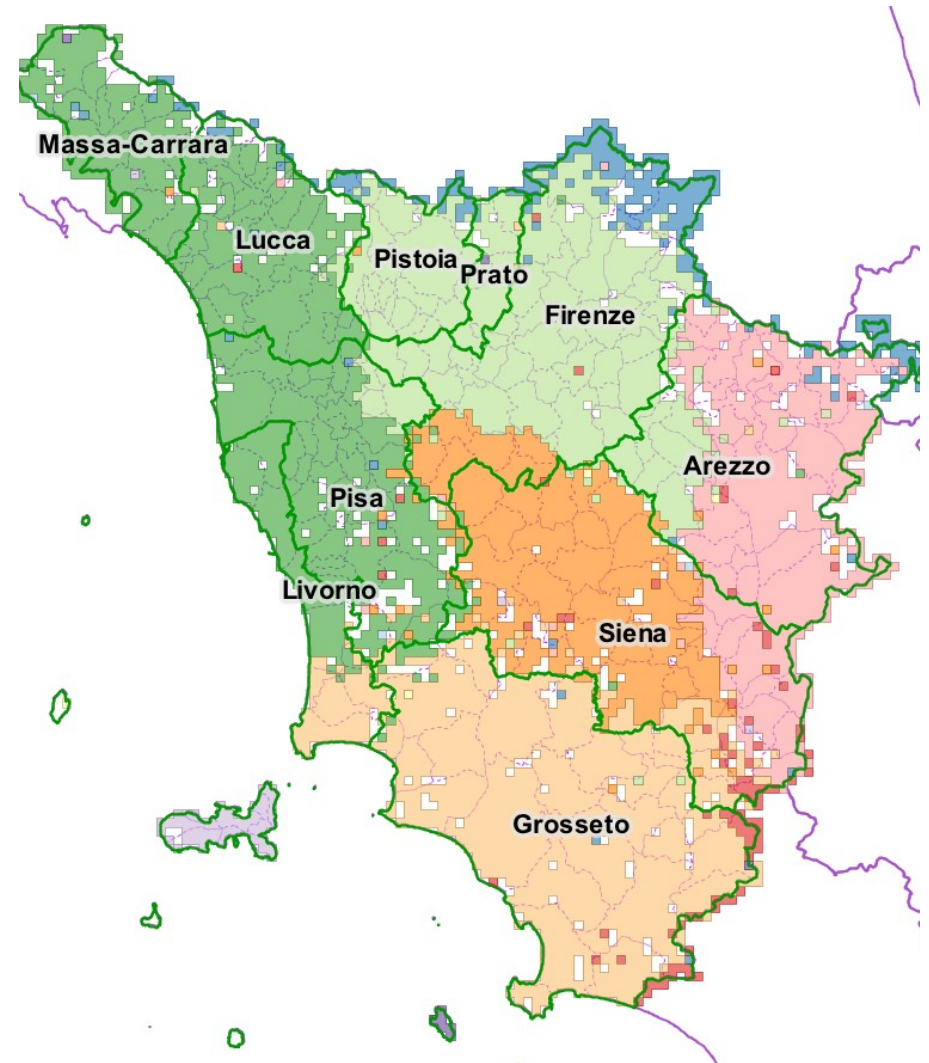 Massa-Carrara
Lucca
Pistoia
Prato
Firenze
Arezzo
Pisa
Livorno
Siena
Grosseto